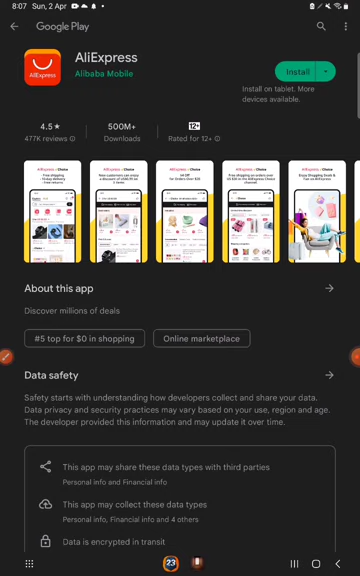 8:07 Sun, 2 Apr
Google Play
AliExpress
AliExpress
Alibaba Mobile
Install
Install on tablet. More
devices available.
4.5★
477K reviews
500M+
Downloads
12+
Rated for 12+
About this app
Discover millions of deals
#5 top for $0 in shopping
Online marketplace
Data safety
Safety starts with understanding how developers collect and share your data.
Data privacy and security practices may vary based on your use, region and age.
The developer provided this information and may update it over time.
This app may share these data types with third parties
Personal info and Financial info
This app may collect these data types
Personal info, Financial info and 4 others
Data is encrypted in transit
23